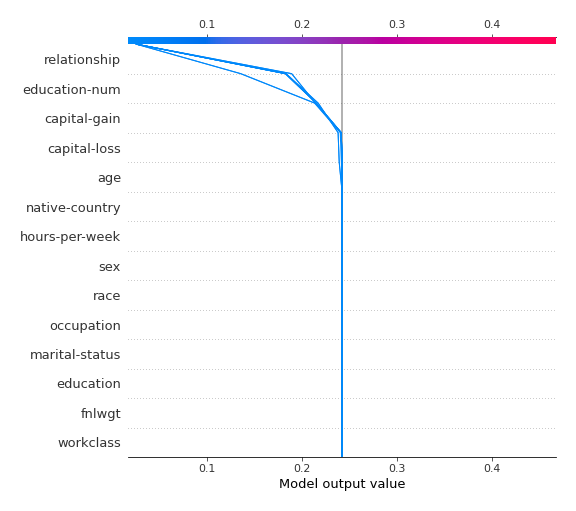 0.1 0.2 0.3 0.4
relationship
education-num
capital-gain
capital-loss
age
native-country
hours-per-week
sex
race
occupation
marital-status
education
fnlwgt
workclass
0.1 0.2 0.3 0.4
Model output value